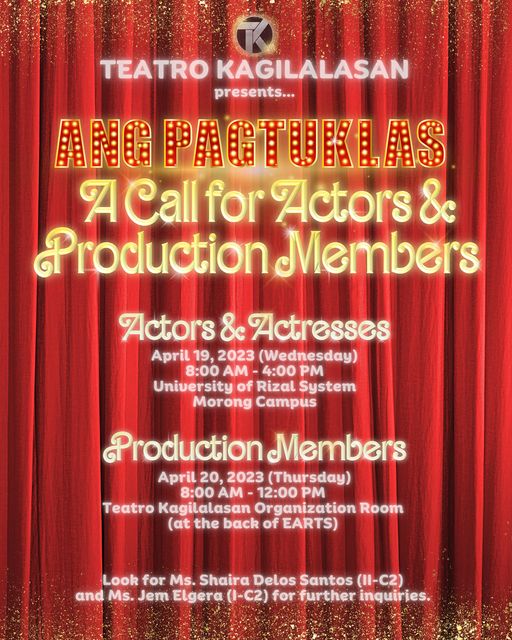 TK
TEATRO KAGILALASAN
presents...
ANG PAGTUKLAS
A Call for Actors &
Production Members
Actors & Actresses
April 19, 2023 (Wednesday)
8:00 AM - 4:00 PM
University of Rizal System
Morong Campus
Production Members
April 20, 2023 (Thursday)
8:00 AM - 12:00 PM
Teatro Kagilalasan Organization Room
(at the back of EARTS)
Look for Ms. Shaira Delos Santos (II-C2)
and Ms. Jem Elgera (I-C2) for further inquiries.